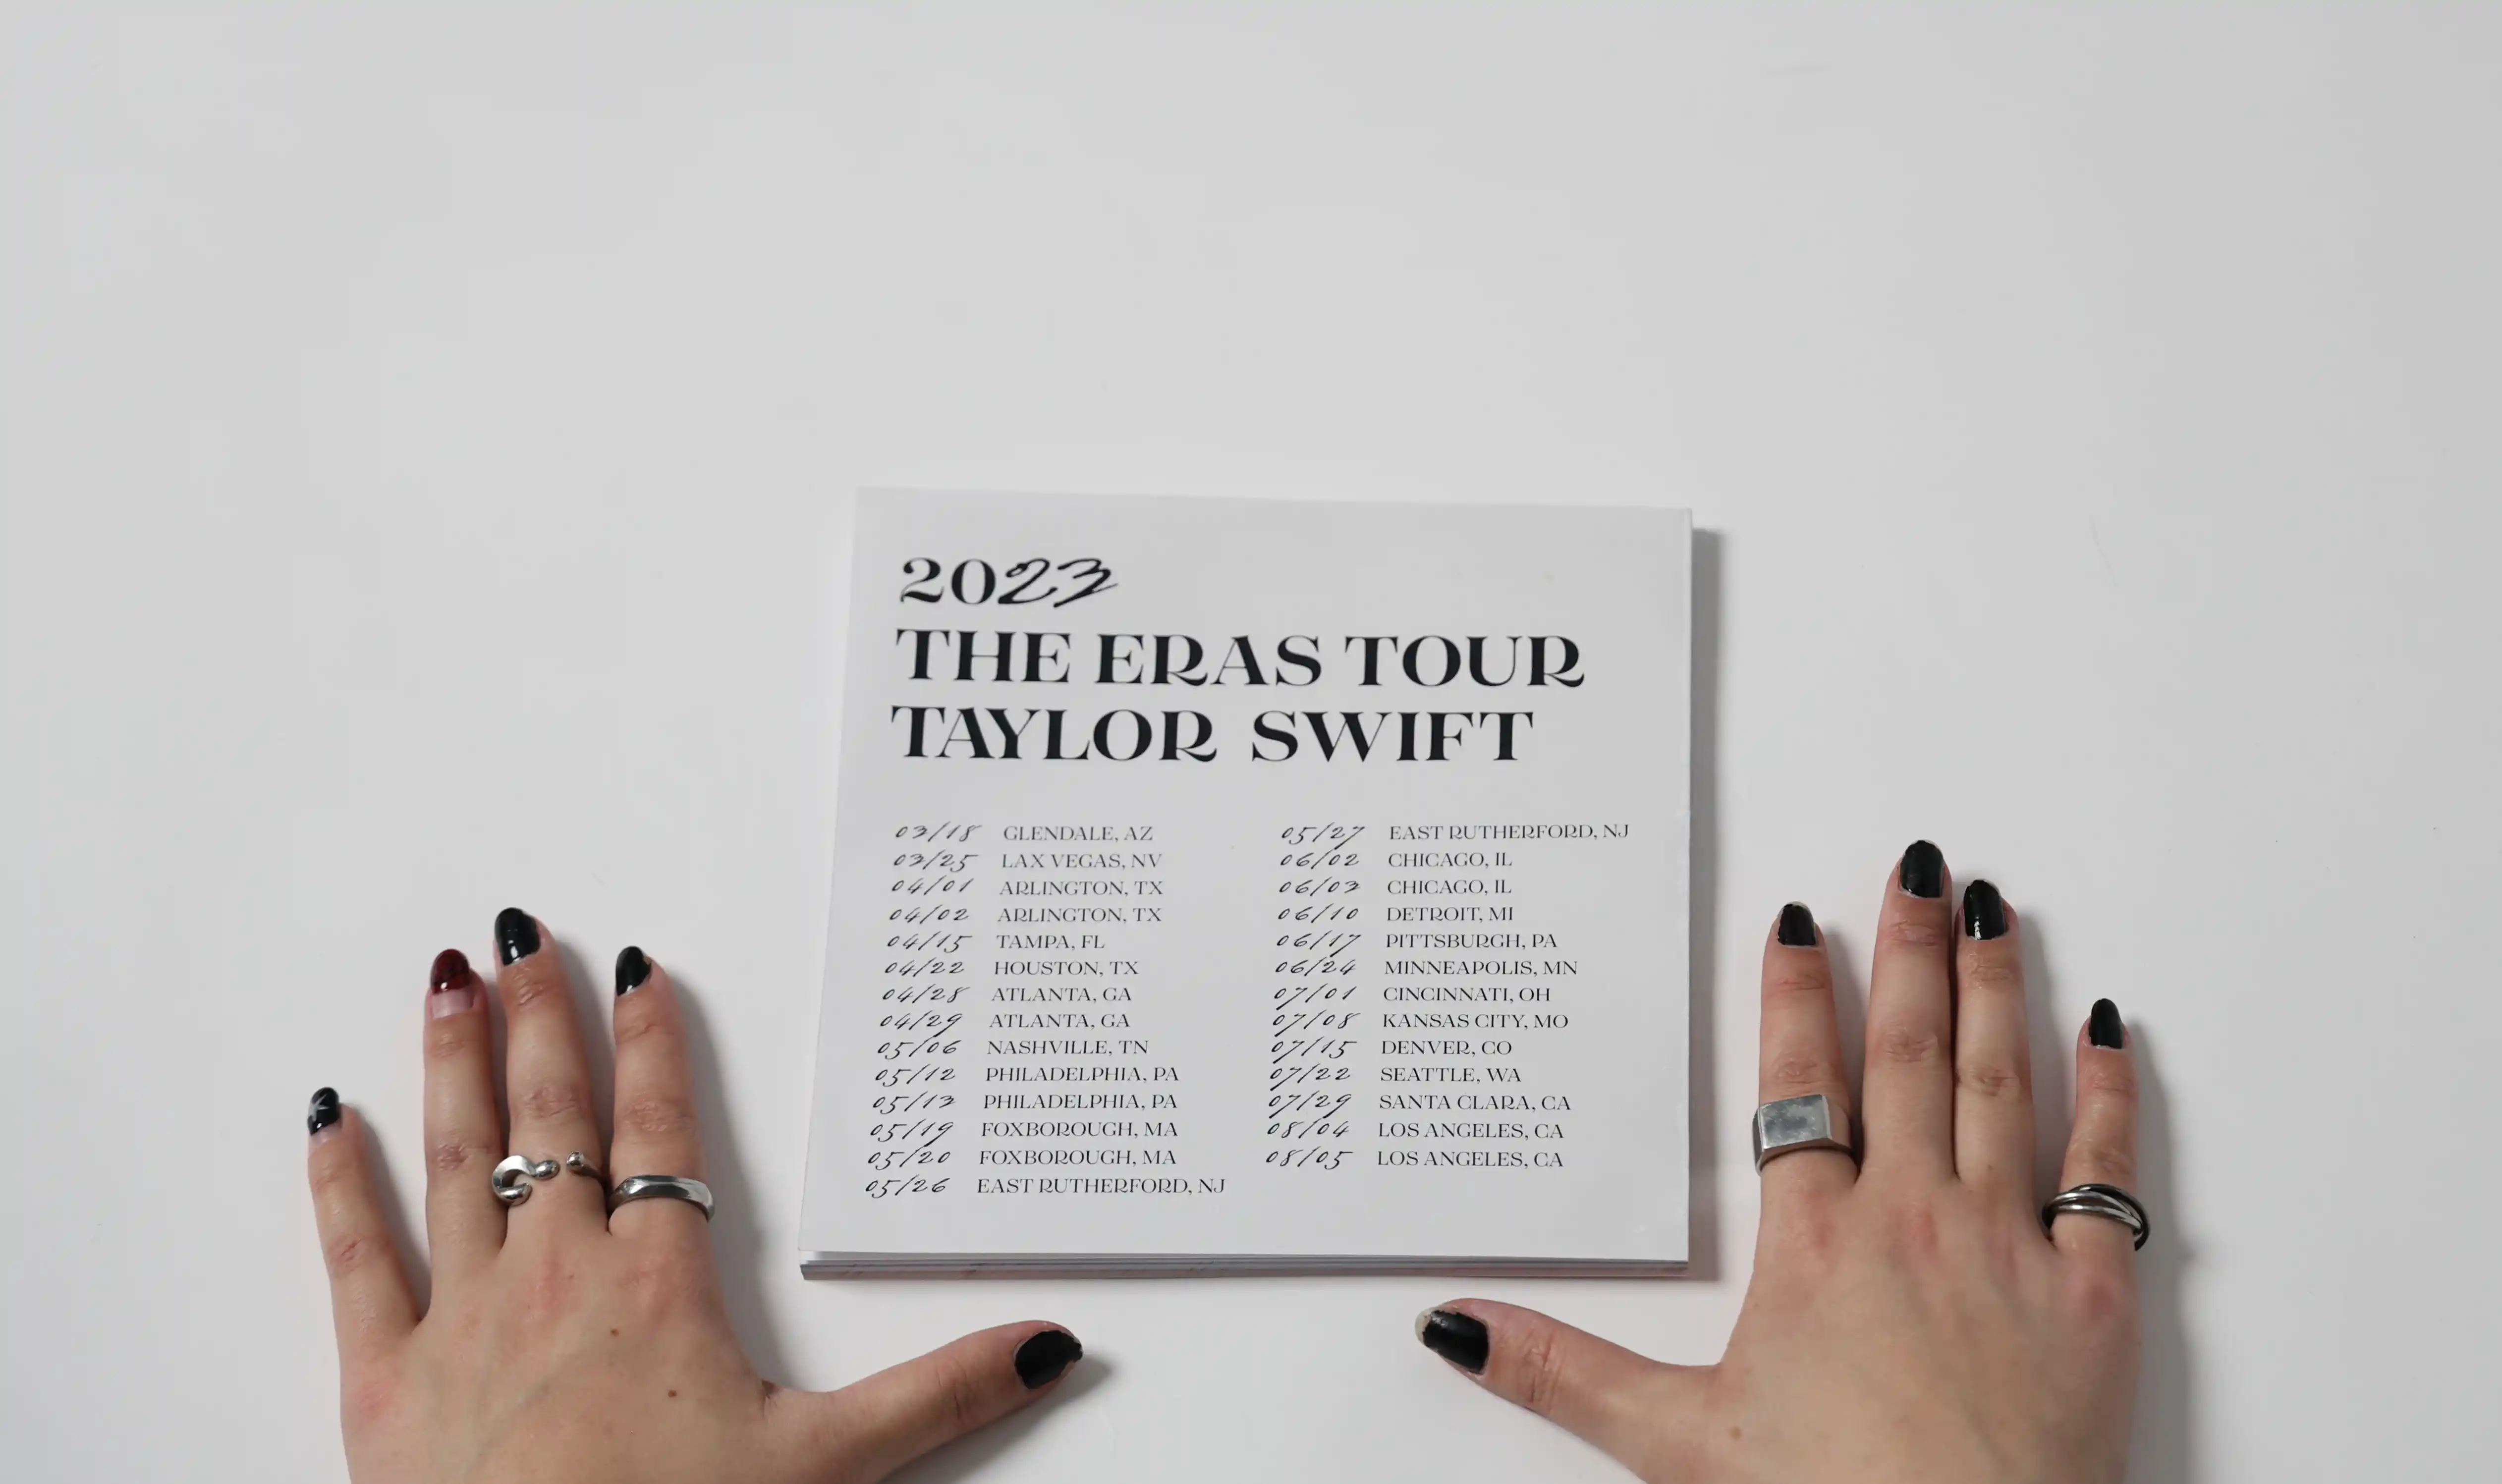 2023
THE ERAS TOUR
TAYLOR SWIFT
03/18 GLENDALE, AZ
03/25 LAX VEGAS, NV
04/01 ARLINGTON, TX
04/02 ARLINGTON, TX
04/15 TAMPA, FL
04/22 HOUSTON, TX
04/28 ATLANTA, GA
04/29 ATLANTA, GA
05/06 NASHVILLE, TN
05/12 PHILADELPHIA, PA
05/13 PHILADELPHIA, PA
05/19 FOXBOROUGH, MA
05/20 FOXBOROUGH, MA
05/26 EAST RUTHERFORD, NJ
05/27 EAST RUTHERFORD, NJ
06/02 CHICAGO, IL
06/03 CHICAGO, IL
06/10 DETROIT, MI
06/17 PITTSBURGH, PA
06/24 MINNEAPOLIS, MN
07/01 CINCINNATI, OH
07/08 KANSAS CITY, MO
07/15 DENVER, CO
07/22 SEATTLE, WA
07/29 SANTA CLARA, CA
08/04 LOS ANGELES, CA
08/05 LOS ANGELES, CA